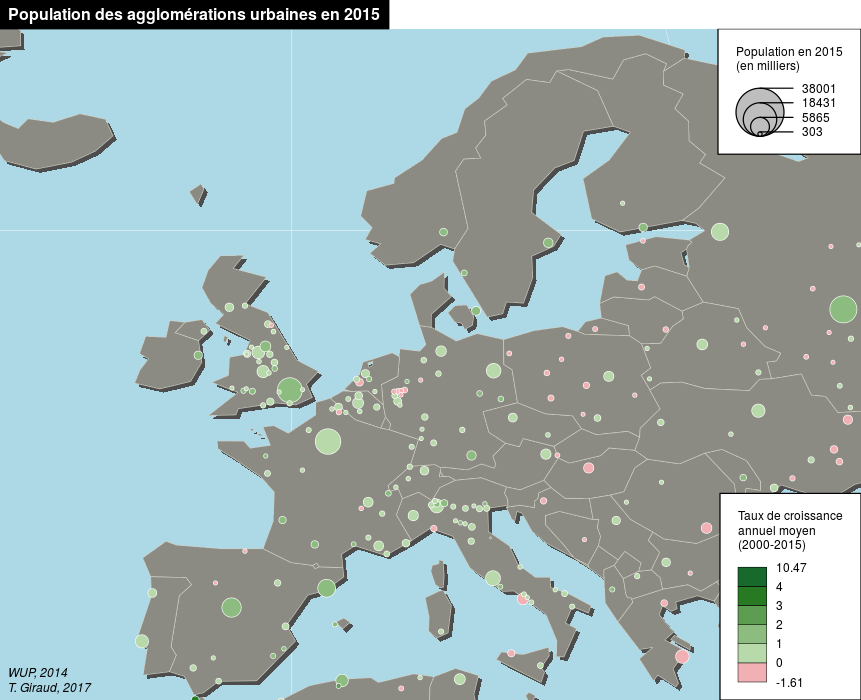 Population des agglomérations urbaines en 2015
Population en 2015
(en milliers)
38001
18431
5865
303
Taux de croissance
annuel moyen
(2000-2015)
10.47
4
3
2
1
0
-1.61
WUP, 2014
T. Giraud, 2017